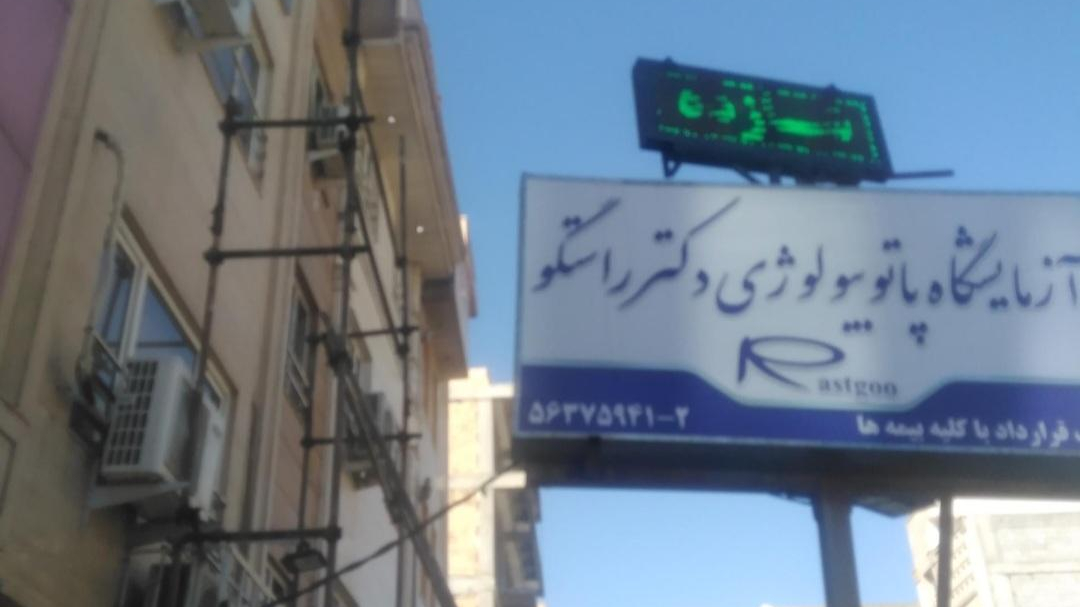 آزمایشگاه پاتوبیولوژی دکتر راستگو
Rastgoo
۵۶۳۷۵۹۴۱-۲
قرارداد با کلیه بیمه ها